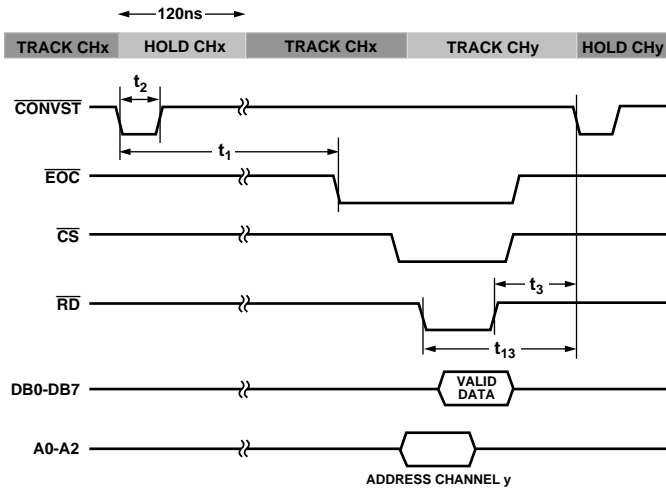 120ns
TRACK CHx HOLD CHx TRACK CHx TRACK CHy HOLD CHy
t2
CONVST
t1
EOC
CS
t3
RD
t13
DB0-DB7 VALID
DATA
A0-A2
ADDRESS CHANNEL y